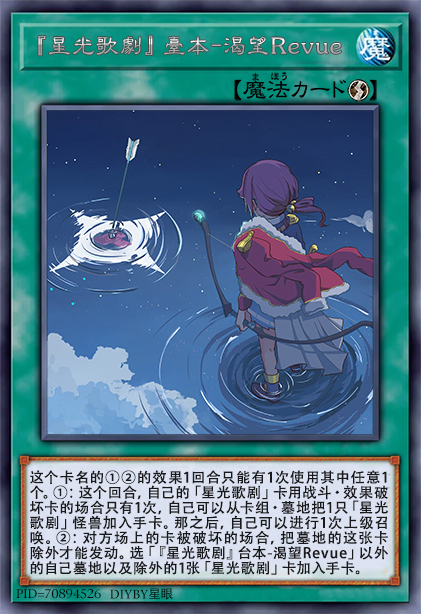 『星光歌劇』臺本-渴望Revue
魔
【魔法カード】
まほう
这个卡名的①②的效果1回合只能有1次使用其中任意1
个。①：这个回合，自己的「星光歌剧」卡用战斗·效果破
坏卡的场合只有1次，自己可以从卡组·墓地把1只「星光
歌剧」怪兽加入手卡。那之后，自己可以进行1次上级召
唤。②：对方场上的卡被破坏的场合，把墓地的这张卡
除外才能发动。选「『星光歌剧』台本-渴望Revue」以外
的自己墓地以及除外的1张「星光歌剧」卡加入手卡。
PID=70894526 DIYBY星眼